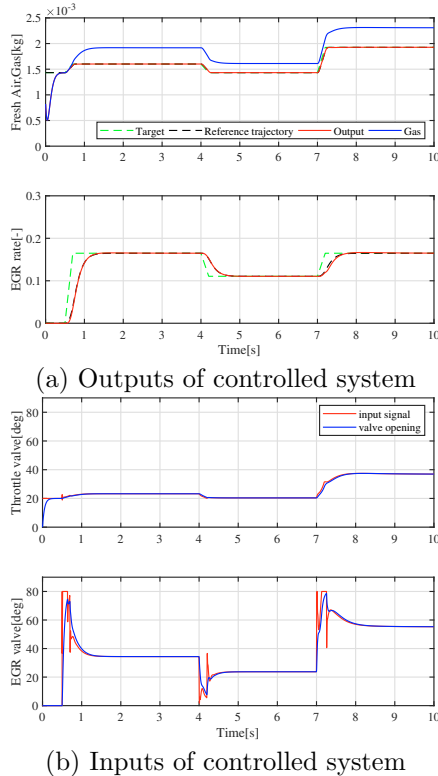 ×10⁻³
2.5
2
1.5
1
0.5
0
Fresh Air,Gas[kg]
Target Reference trajectory Output Gas
0 1 2 3 4 5 6 7 8 9 10
0.3
0.2
0.1
0
EGR rate[-]
0 1 2 3 4 5 6 7 8 9 10
Time[s]
(a) Outputs of controlled system
80
60
40
20
0
Throttle valve[deg]
input signal
valve opening
0 1 2 3 4 5 6 7 8 9 10
Time[s]
80
60
40
20
0
EGR valve[deg]
0 1 2 3 4 5 6 7 8 9 10
Time[s]
(b) Inputs of controlled system